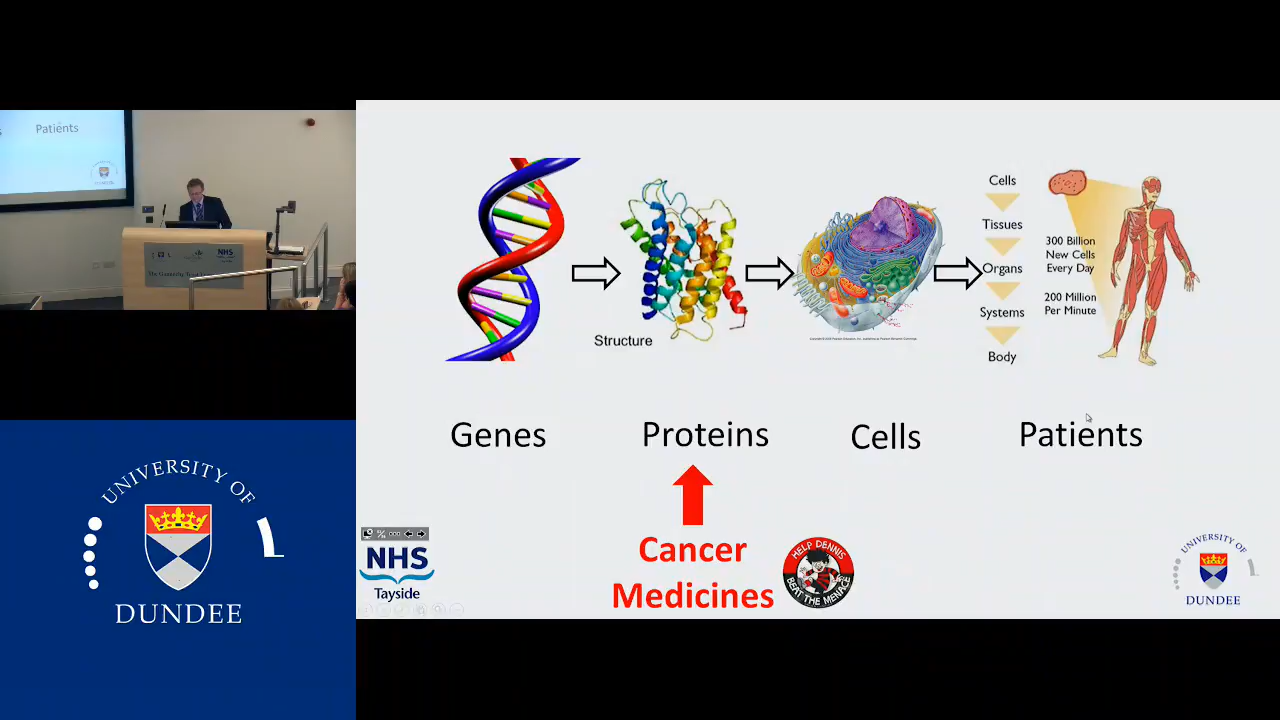 Patients
NHS
UNIVERSITY OF
DUNDEE
Structure
Cells
Tissues
Organs
Systems
Body
300 Billion
New Cells
Every Day
200 Million
Per Minute
Genes
Proteins
Cells
Patients
Cancer
Medicines
NHS
Tayside
HELP DENNIS
BEAT THE MENACE
UNIVERSITY OF
DUNDEE